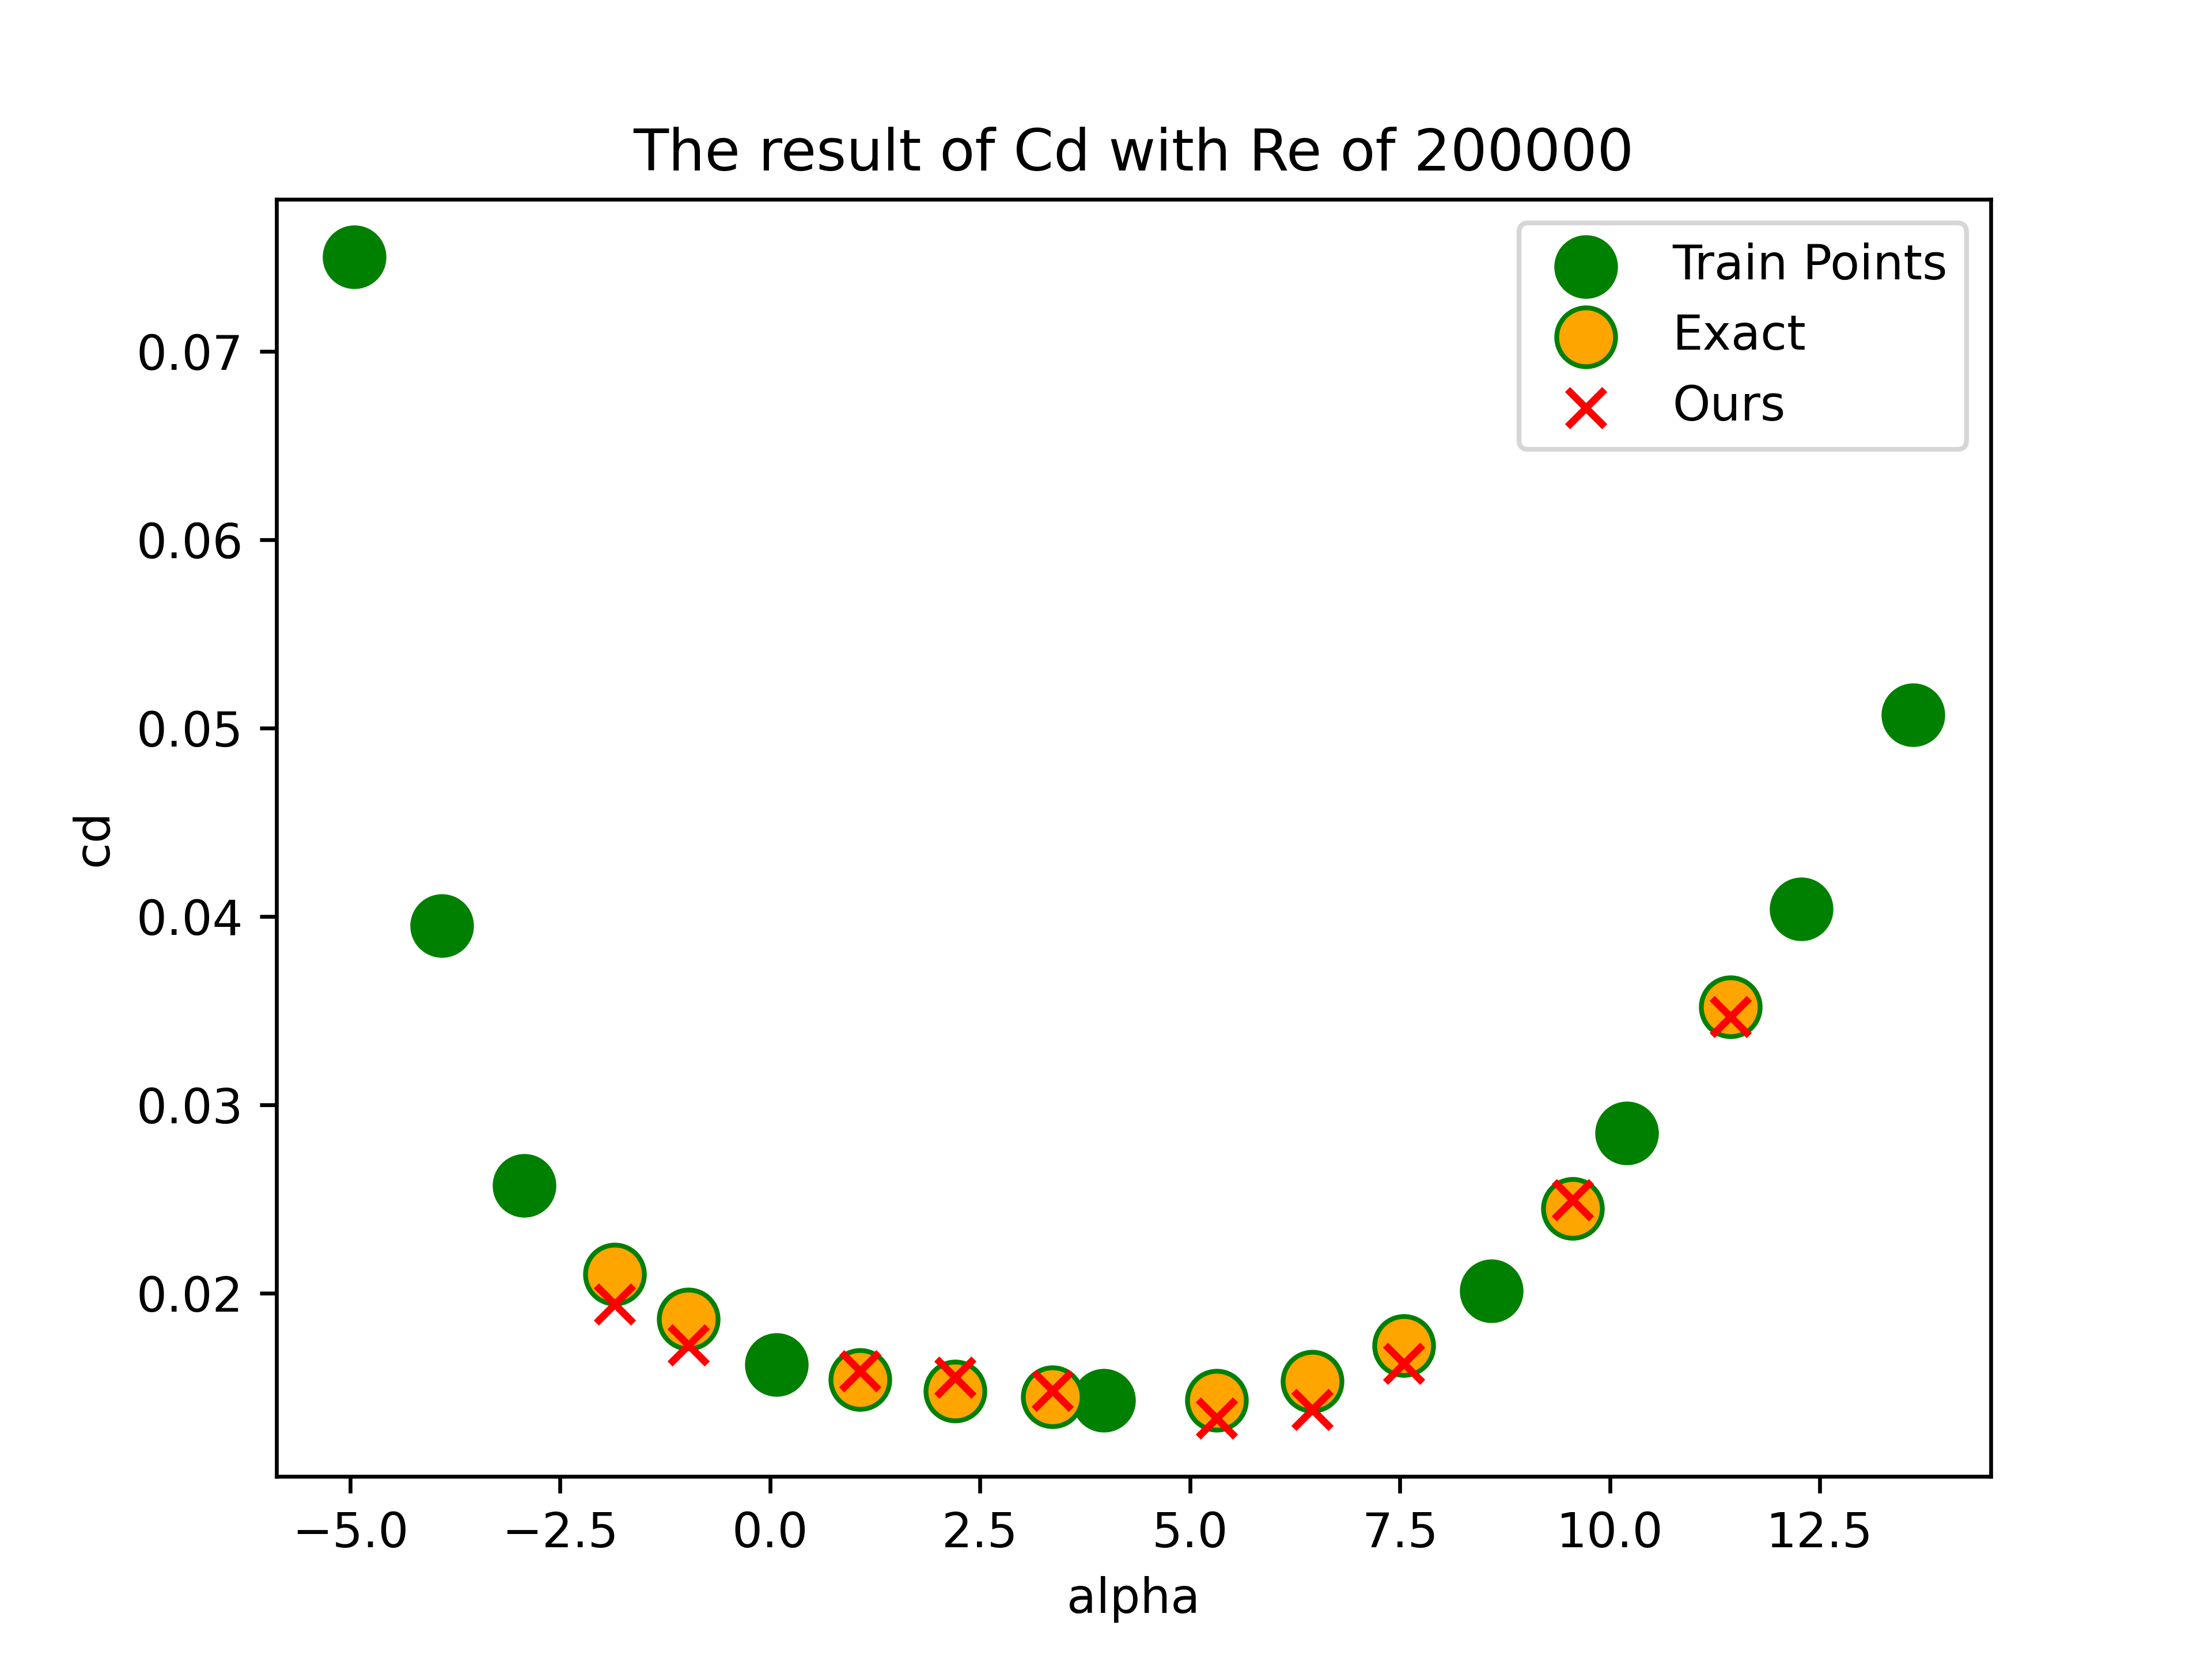 The result of Cd with Re of 200000
Train Points
Exact
Ours
0.07
0.06
0.05
0.04
0.03
0.02
cd
−5.0 −2.5 0.0 2.5 5.0 7.5 10.0 12.5
alpha